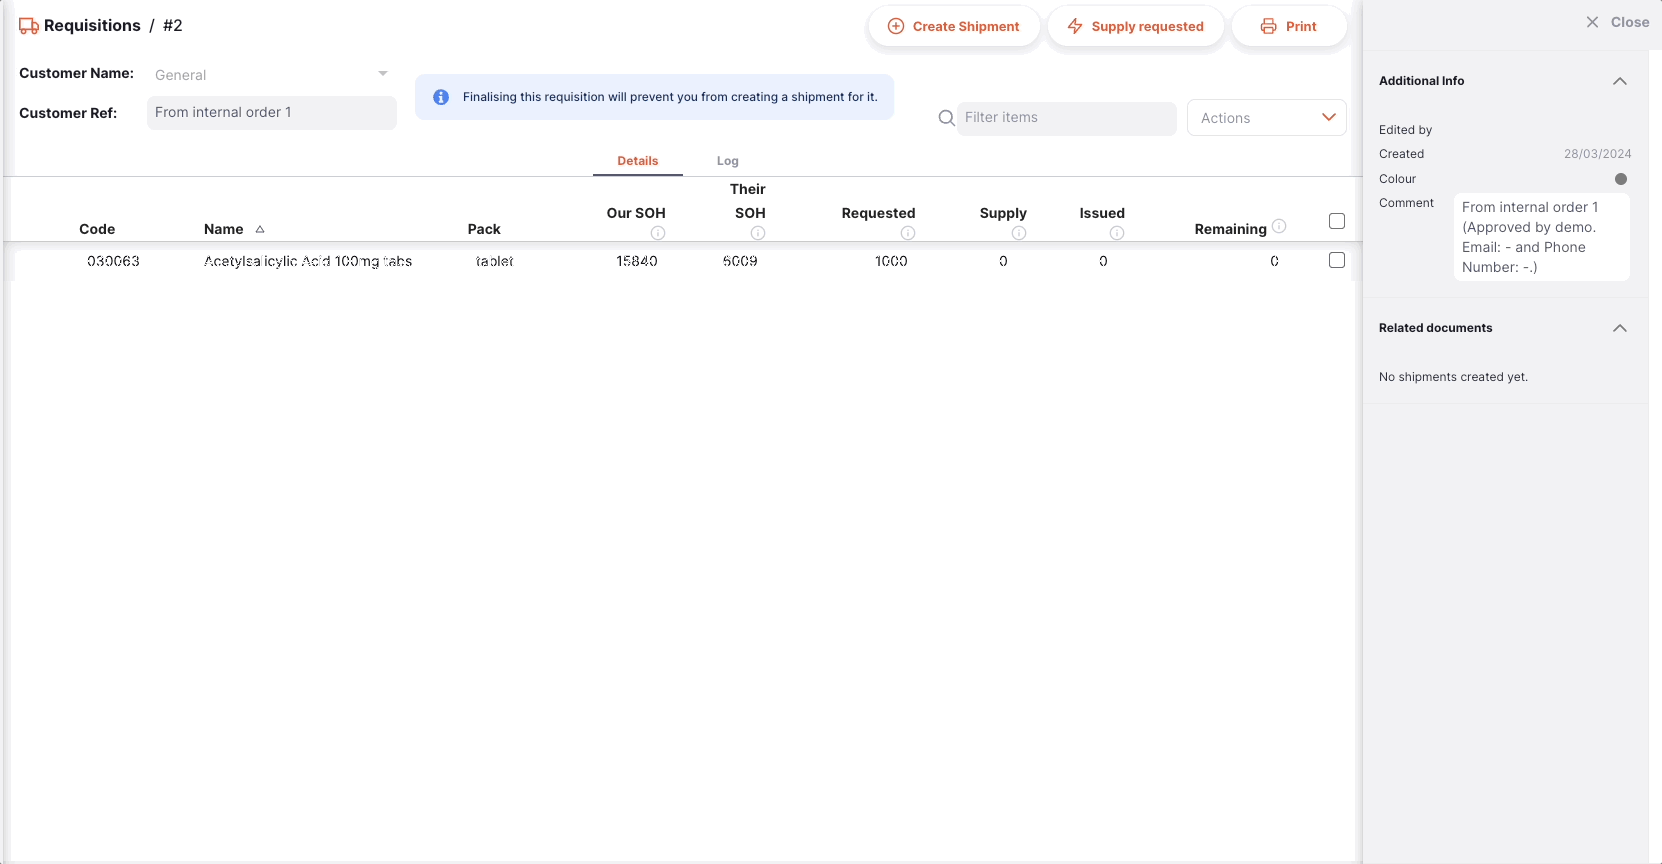 Requisitions / #2
Create Shipment
Supply requested
Print
Close
Customer Name: General
Customer Ref: From internal order 1
Finalising this requisition will prevent you from creating a shipment for it.
Filter items
Actions
Details
Log
Code
Name
Pack
Our SOH
Their SOH
Requested
Supply
Issued
Remaining
030063 Acetylsalicylic Acid 100mg tabs tablet 15840 6009 1000 0 0 0
Additional Info
Edited by
Created 28/03/2024
Colour
Comment From internal order 1
(Approved by demo.
Email: - and Phone
Number: -.)
Related documents
No shipments created yet.